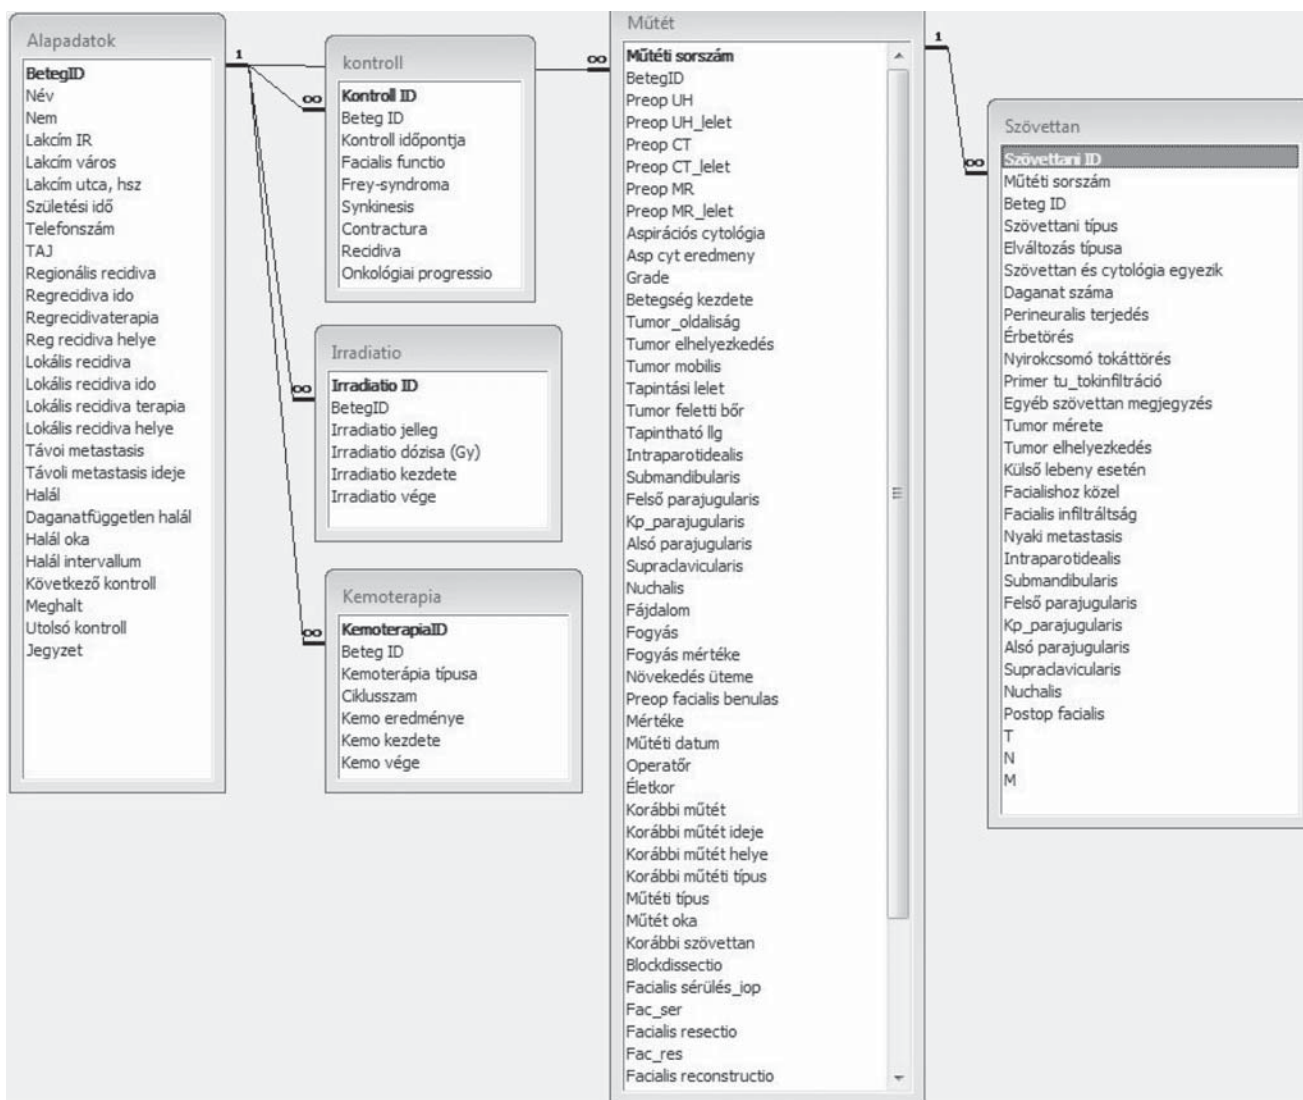 Alapadatok
BetegID
Név
Nem
Lakcím IR
Lakcím város
Lakcím utca, hsz
Születési idő
Telefonszám
TAJ
Regionális recidiva
Regrecidiva ido
Regrecidivaterapia
Reg recidiva helye
Lokális recidiva
Lokális recidiva ido
Lokális recidiva terapia
Lokális recidiva helye
Távoi metastasis
Távoli metastasis ideje
Halál
Daganatfüggetlen halál
Halál oka
Halál intervallum
Következő kontroll
Meghalt
Utolsó kontroll
Jegyzet
1
∞
kontroll
Kontroll ID
Beteg ID
Kontroll időpontja
Facialis functio
Frey-syndroma
Synkinesis
Contractura
Recidiva
Onkológiai progressio
∞
Irradiatio
Irradiatio ID
BetegID
Irradiatio jelleg
Irradiatio dózisa (Gy)
Irradiatio kezdete
Irradiatio vége
∞
Kemoterapia
KemoterapiaID
Beteg ID
Kemoterápia típusa
Ciklusszam
Kemo eredménye
Kemo kezdete
Kemo vége
∞
Műtét
Műtéti sorszám
BetegID
Preop UH
Preop UH_lelet
Preop CT
Preop CT_lelet
Preop MR
Preop MR_lelet
Aspirációs cytológia
Asp cyt eredmeny
Grade
Betegség kezdete
Tumor_oldaliság
Tumor elhelyezkedés
Tumor mobilis
Tapintási lelet
Tumor feletti bőr
Tapintható llg
Intraparotidealis
Submandibularis
Felső parajugularis
Kp_parajugularis
Alsó parajugularis
Supraclavicularis
Nuchalis
Fájdalom
Fogyás
Fogyás mértéke
Növekedés üteme
Preop facialis benulas
Mértéke
Műtéti datum
Operatőr
Életkor
Korábbi műtét
Korábbi műtét ideje
Korábbi műtét helye
Korábbi műtéti típus
Műtéti típus
Műtét oka
Korábbi szövettan
Blockdissectio
Facialis sérülés_iop
Fac_ser
Facialis resectio
Fac_res
Facialis reconstructio
1
∞
Szövettan
Szövettani ID
Műtéti sorszám
Beteg ID
Szövettani típus
Elváltozás típusa
Szövettan és cytológia egyezik
Daganat száma
Perineuralis terjedés
Érbetörés
Nyirokcsomó tokáttörés
Primer tu_tokinfiltráció
Egyéb szövettan megjegyzés
Tumor mérete
Tumor elhelyezkedés
Külső lebeny esetén
Facialishoz közel
Facialis infiltráltság
Nyaki metastasis
Intraparotidealis
Submandibularis
Felső parajugularis
Kp_parajugularis
Alsó parajugularis
Supraclavicularis
Nuchalis
Postop facialis
T
N
M